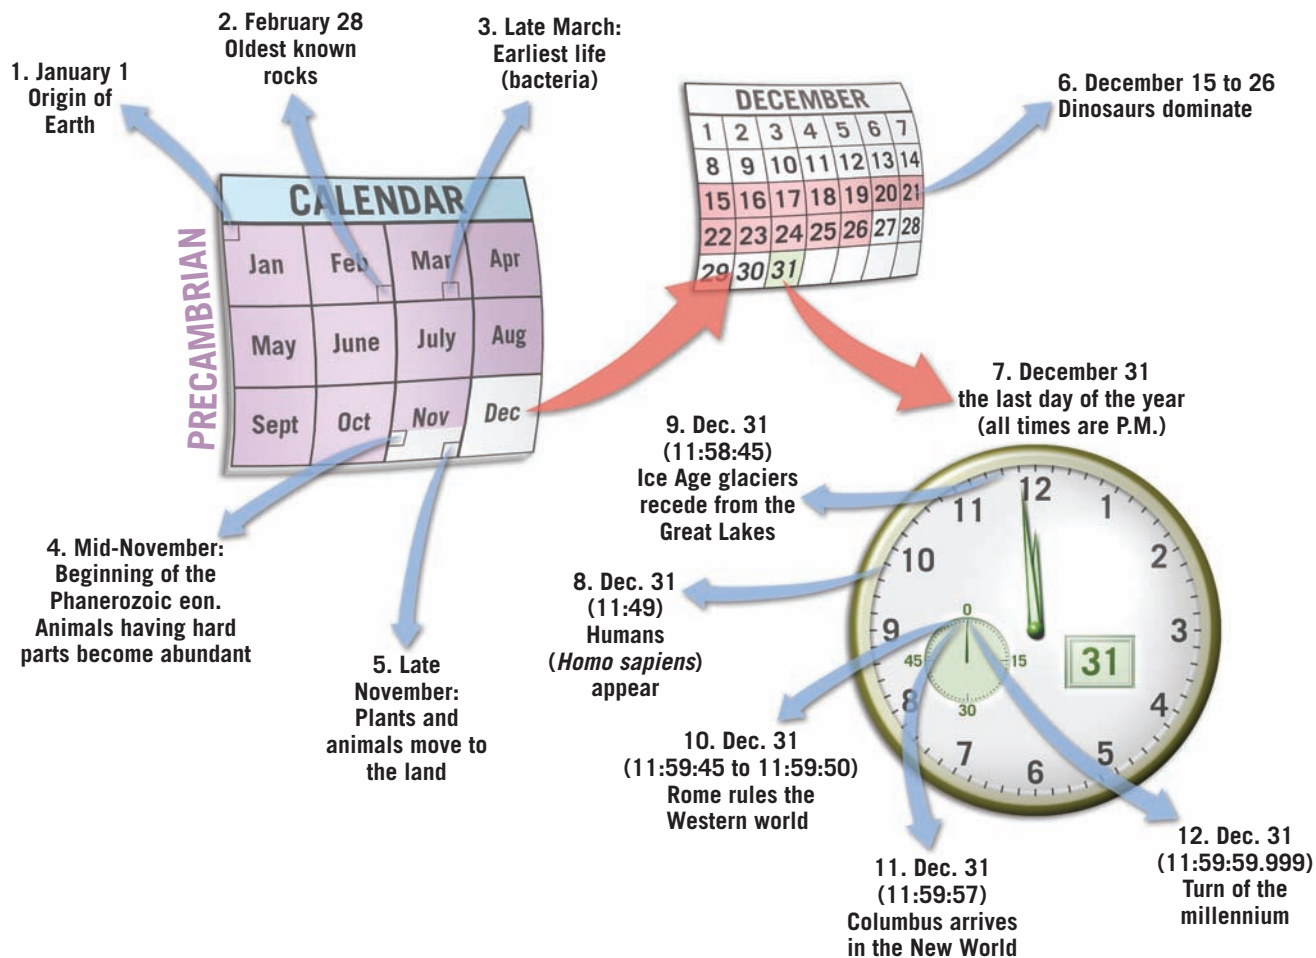 1. January 1
Origin of
Earth
2. February 28
Oldest known
rocks
3. Late March:
Earliest life
(bacteria)
CALENDAR
PRECAMBRIAN
Jan
Feb
Mar
Apr
May
June
July
Aug
Sept
Oct
Nov
Dec
4. Mid-November:
Beginning of the
Phanerozoic eon.
Animals having hard
parts become abundant
5. Late
November:
Plants and
animals move to
the land
DECEMBER
1 2 3 4 5 6 7
8 9 10 11 12 13 14
15 16 17 18 19 20 21
22 23 24 25 26 27 28
29 30 31
6. December 15 to 26
Dinosaurs dominate
7. December 31
the last day of the year
(all times are P.M.)
8. Dec. 31
(11:49)
Humans
(Homo sapiens)
appear
9. Dec. 31
(11:58:45)
Ice Age glaciers
recede from the
Great Lakes
10. Dec. 31
(11:59:45 to 11:59:50)
Rome rules the
Western world
11. Dec. 31
(11:59:57)
Columbus arrives
in the New World
12. Dec. 31
(11:59:59.999)
Turn of the
millennium
12
1
2
3
4
5
6
7
8
9
10
11
0
15
30
45
31